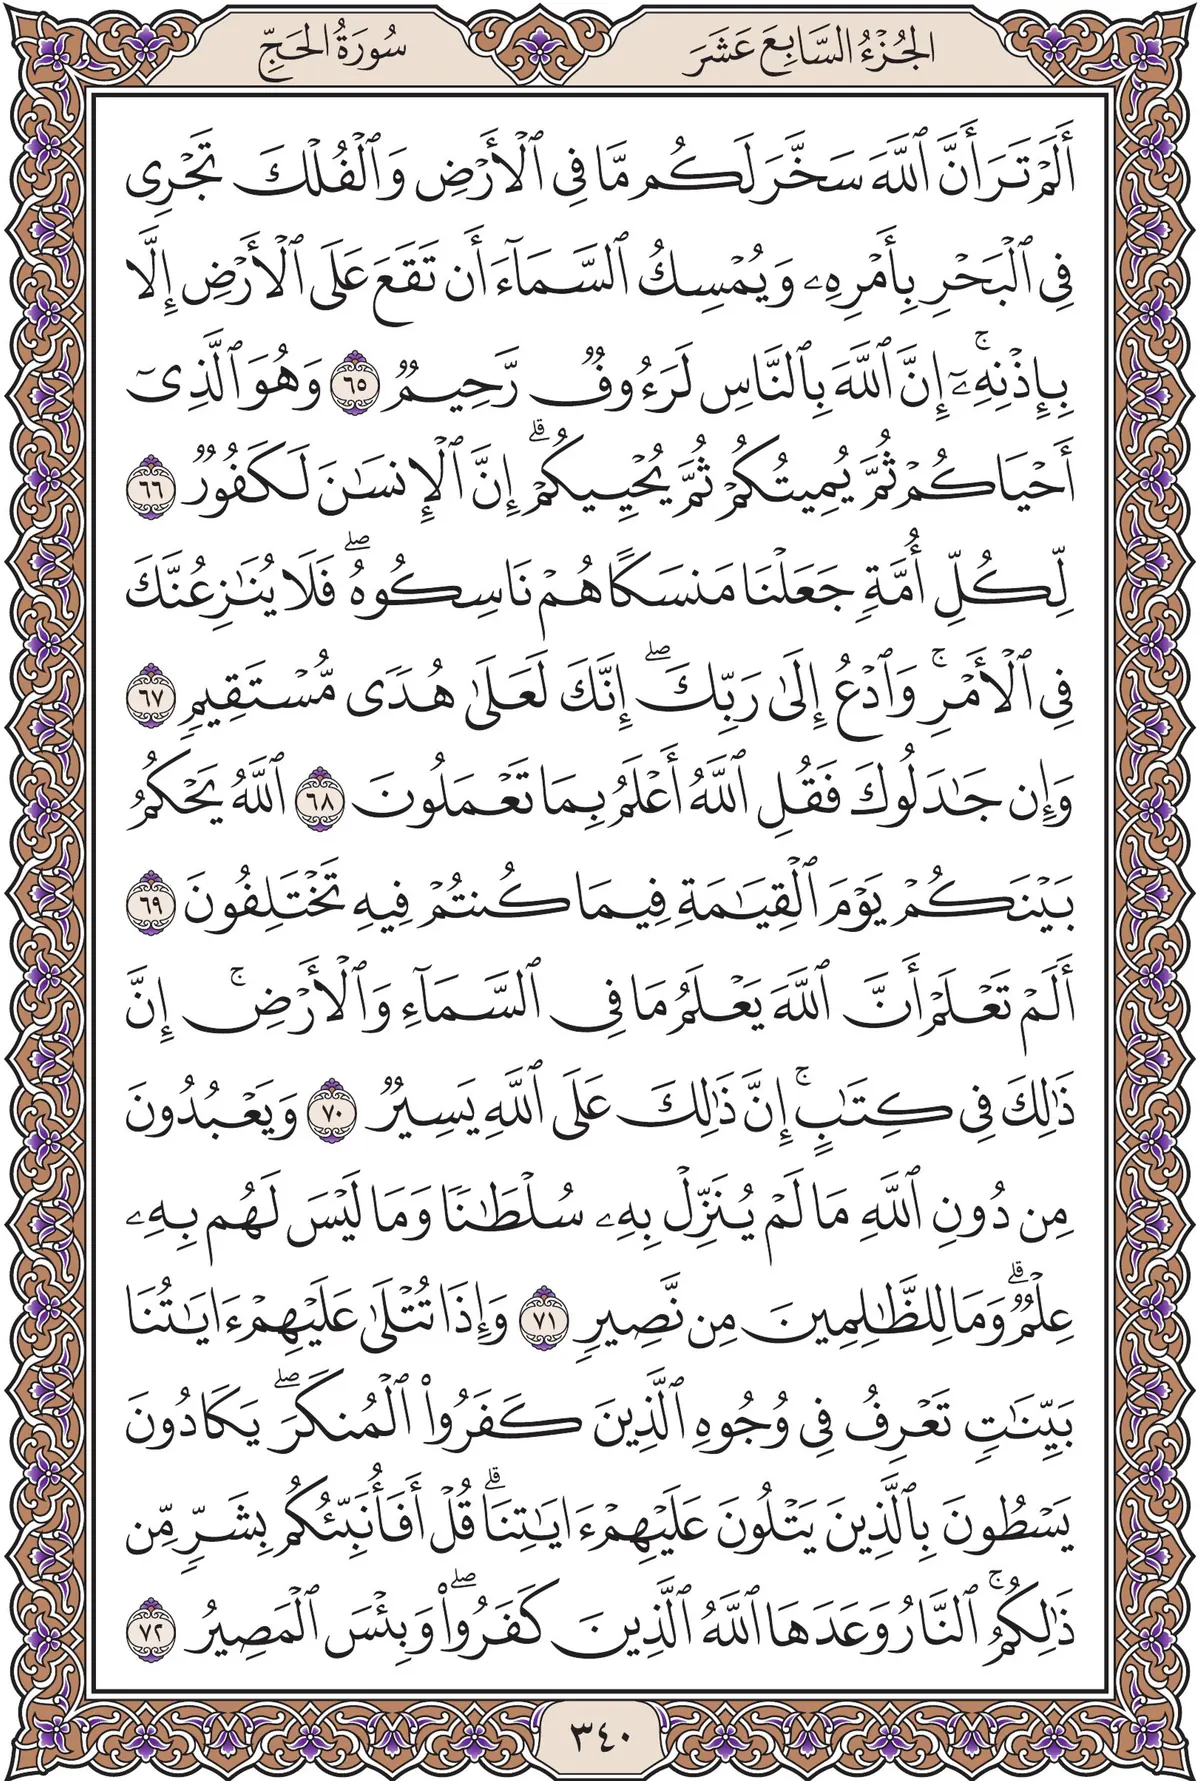 الجُزْءُ السَّابِعَ عَشَرَ
سُورَةُ الحَجِّ
أَلَمْ تَرَ أَنَّ ٱللَّهَ سَخَّرَ لَكُم مَّا فِى ٱلْأَرْضِ وَٱلْفُلْكَ تَجْرِى
فِى ٱلْبَحْرِ بِأَمْرِهِۦ وَيُمْسِكُ ٱلسَّمَآءَ أَن تَقَعَ عَلَى ٱلْأَرْضِ إِلَّا
بِإِذْنِهِۦٓ ۚ إِنَّ ٱللَّهَ بِٱلنَّاسِ لَرَءُوفٌ رَّحِيمٌ ٦٥ وَهُوَ ٱلَّذِىٓ
أَحْيَاكُمْ ثُمَّ يُمِيتُكُمْ ثُمَّ يُحْيِيكُمْ ۗ إِنَّ ٱلْإِنسَـٰنَ لَكَفُورٌ ٦٦
لِّكُلِّ أُمَّةٍ جَعَلْنَا مَنسَكًا هُمْ نَاسِكُوهُ ۖ فَلَا يُنَـٰزِعُنَّكَ
فِى ٱلْأَمْرِ ۚ وَٱدْعُ إِلَىٰ رَبِّكَ ۖ إِنَّكَ لَعَلَىٰ هُدًى مُّسْتَقِيمٍ ٦٧
وَإِن جَـٰدَلُوكَ فَقُلِ ٱللَّهُ أَعْلَمُ بِمَا تَعْمَلُونَ ٦٨ ٱللَّهُ يَحْكُمُ
بَيْنَكُمْ يَوْمَ ٱلْقِيَـٰمَةِ فِيمَا كُنتُمْ فِيهِ تَخْتَلِفُونَ ٦٩
أَلَمْ تَعْلَمْ أَنَّ ٱللَّهَ يَعْلَمُ مَا فِى ٱلسَّمَآءِ وَٱلْأَرْضِ ۚ إِنَّ
ذَٰلِكَ فِى كِتَـٰبٍ ۚ إِنَّ ذَٰلِكَ عَلَى ٱللَّهِ يَسِيرٌ ٧٠ وَيَعْبُدُونَ
مِن دُونِ ٱللَّهِ مَا لَمْ يُنَزِّلْ بِهِۦ سُلْطَـٰنًا وَمَا لَيْسَ لَهُم بِهِۦ
عِلْمٌ ۗ وَمَا لِلظَّـٰلِمِينَ مِن نَّصِيرٍ ٧١ وَإِذَا تُتْلَىٰ عَلَيْهِمْ ءَايَـٰتُنَا
بَيِّنَـٰتٍ تَعْرِفُ فِى وُجُوهِ ٱلَّذِينَ كَفَرُوا۟ ٱلْمُنكَرَ ۖ يَكَادُونَ
يَسْطُونَ بِٱلَّذِينَ يَتْلُونَ عَلَيْهِمْ ءَايَـٰتِنَا ۗ قُلْ أَفَأُنَبِّئُكُم بِشَرٍّ مِّن
ذَٰلِكُمُ ۚ ٱلنَّارُ وَعَدَهَا ٱللَّهُ ٱلَّذِينَ كَفَرُوا۟ ۖ وَبِئْسَ ٱلْمَصِيرُ ٧٢
٣٤٠